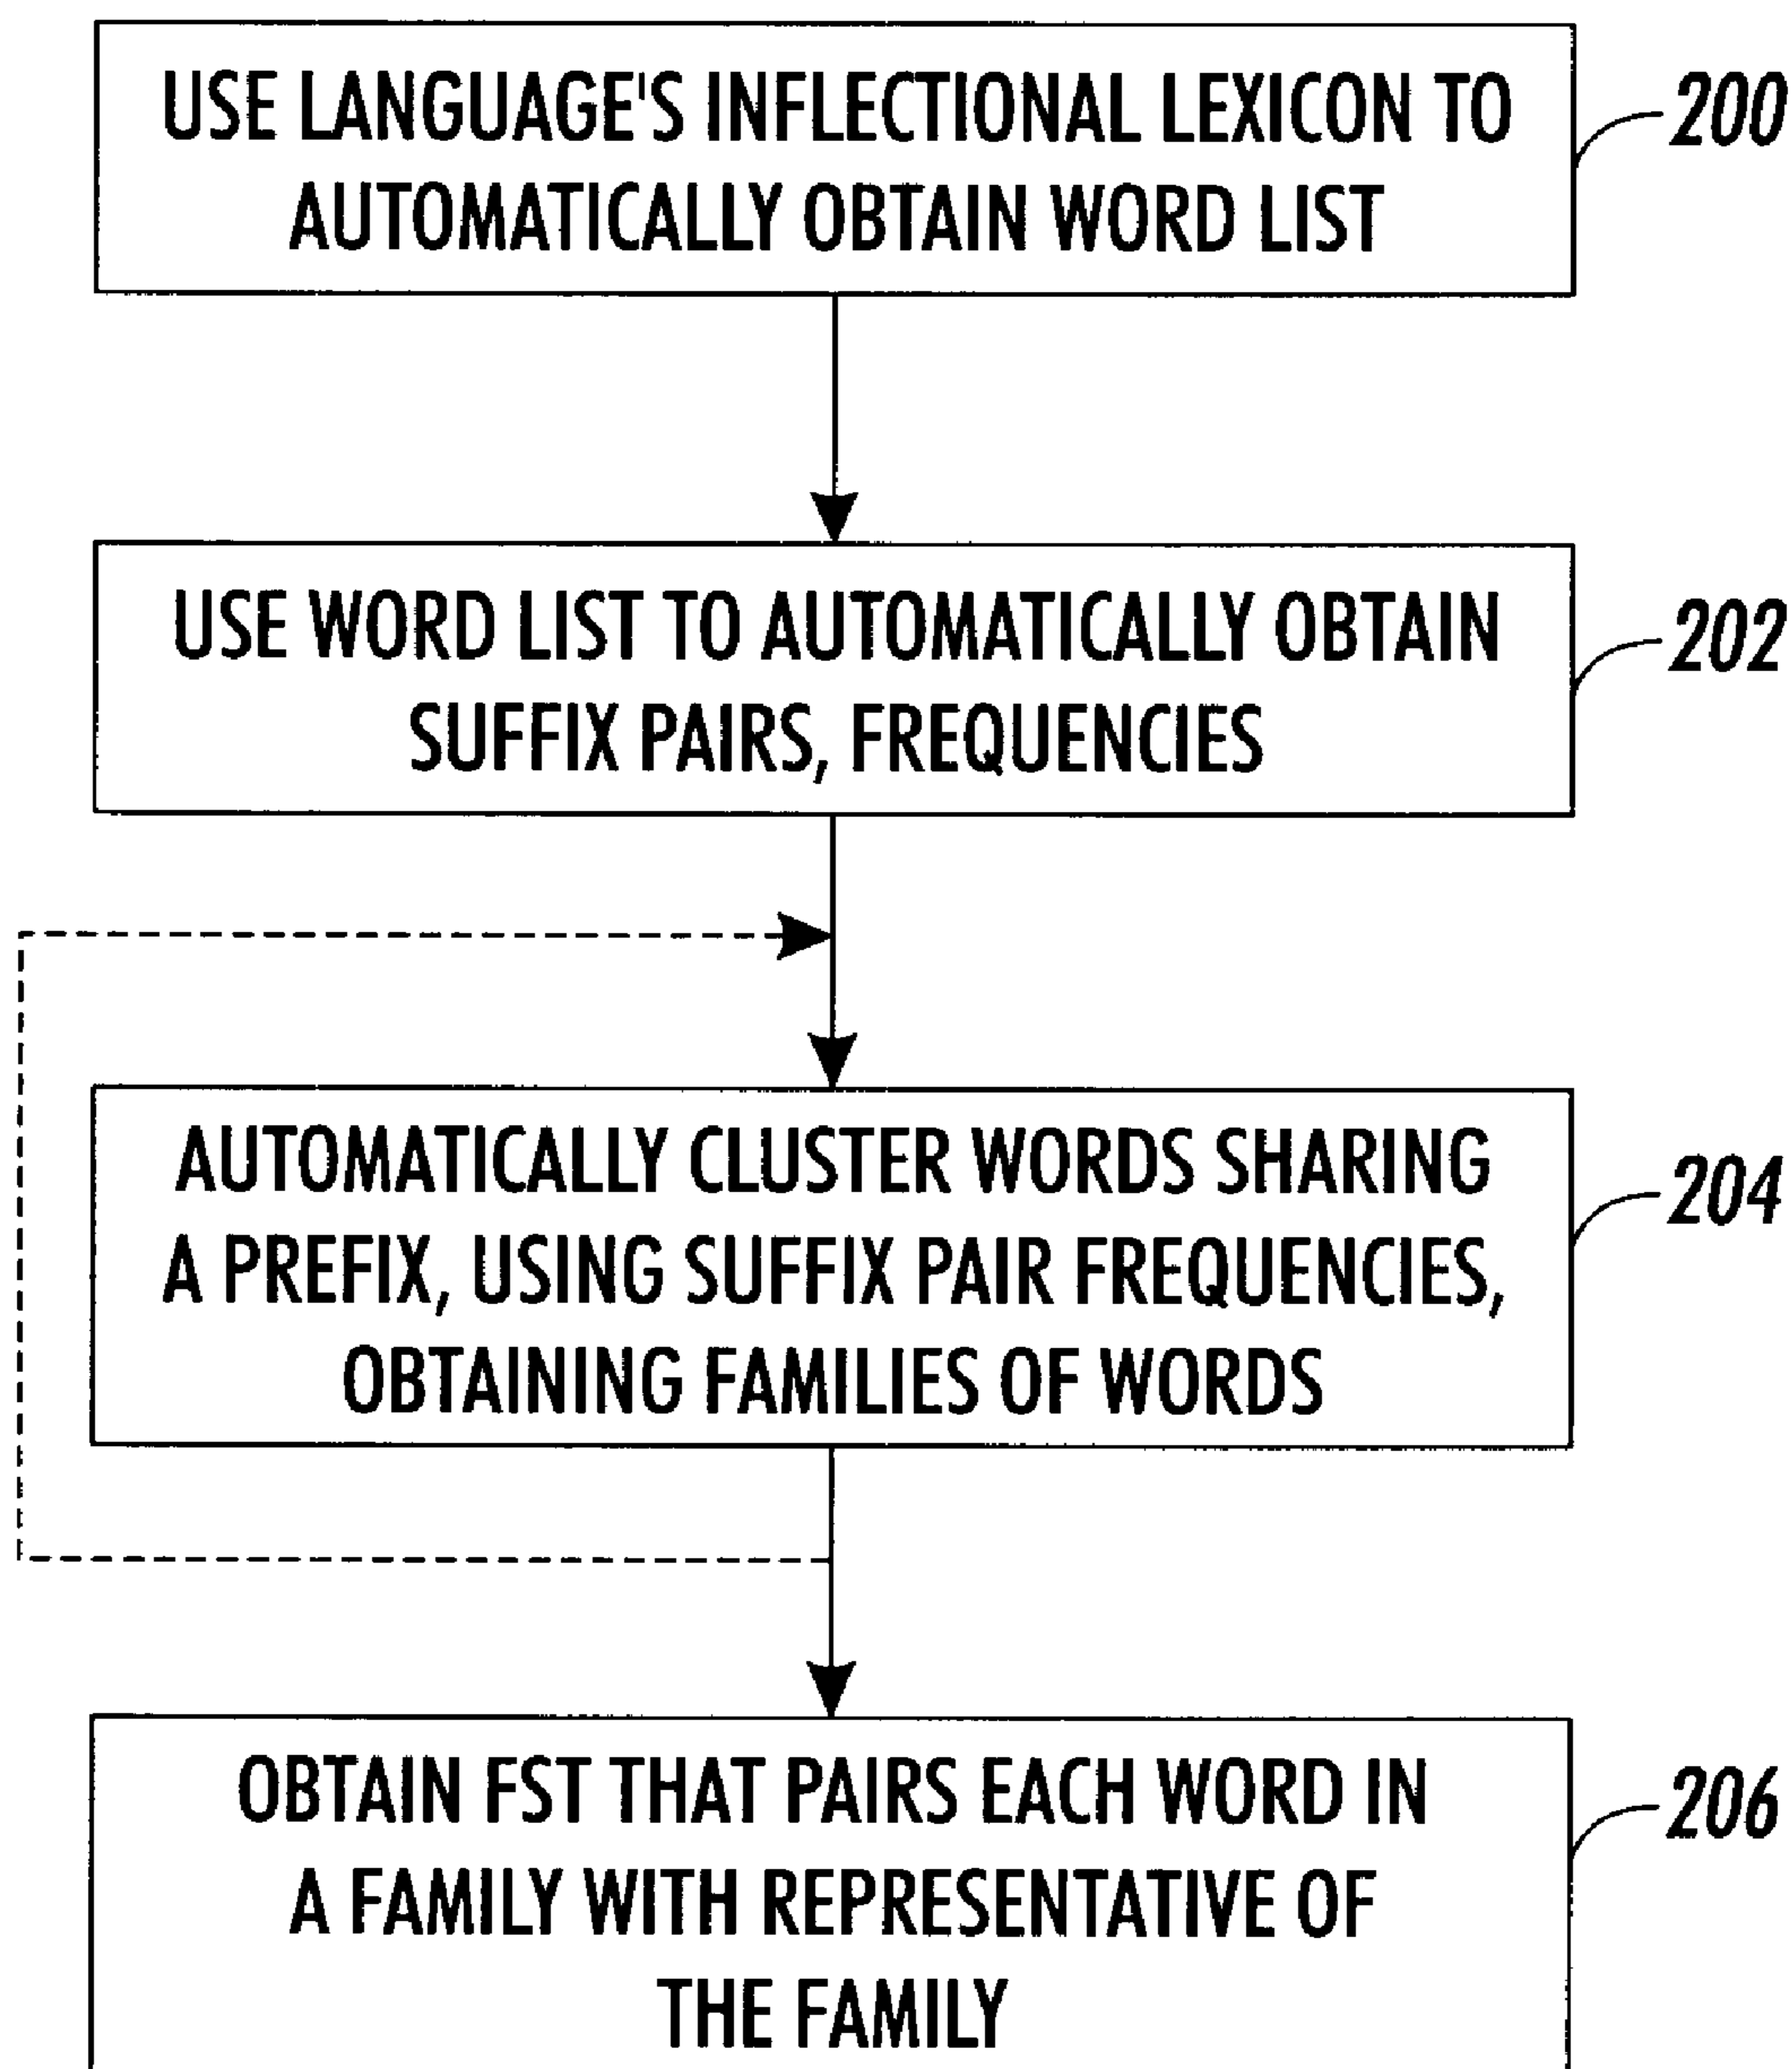 USE LANGUAGE'S INFLECTIONAL LEXICON TO
AUTOMATICALLY OBTAIN WORD LIST
200
USE WORD LIST TO AUTOMATICALLY OBTAIN
SUFFIX PAIRS, FREQUENCIES
202
AUTOMATICALLY CLUSTER WORDS SHARING
A PREFIX, USING SUFFIX PAIR FREQUENCIES,
OBTAINING FAMILIES OF WORDS
204
OBTAIN FST THAT PAIRS EACH WORD IN
A FAMILY WITH REPRESENTATIVE OF
THE FAMILY
206